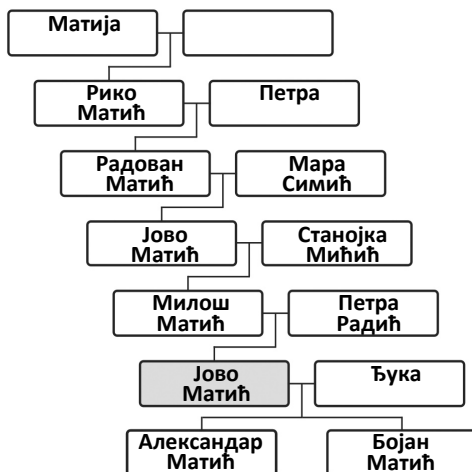 Матија
Рико
Матић
Петра
Радован
Матић
Мара
Симић
Јово
Матић
Станојка
Мићић
Милош
Матић
Петра
Радић
Јово
Матић
Ђука
Александар
Матић
Бојан
Матић